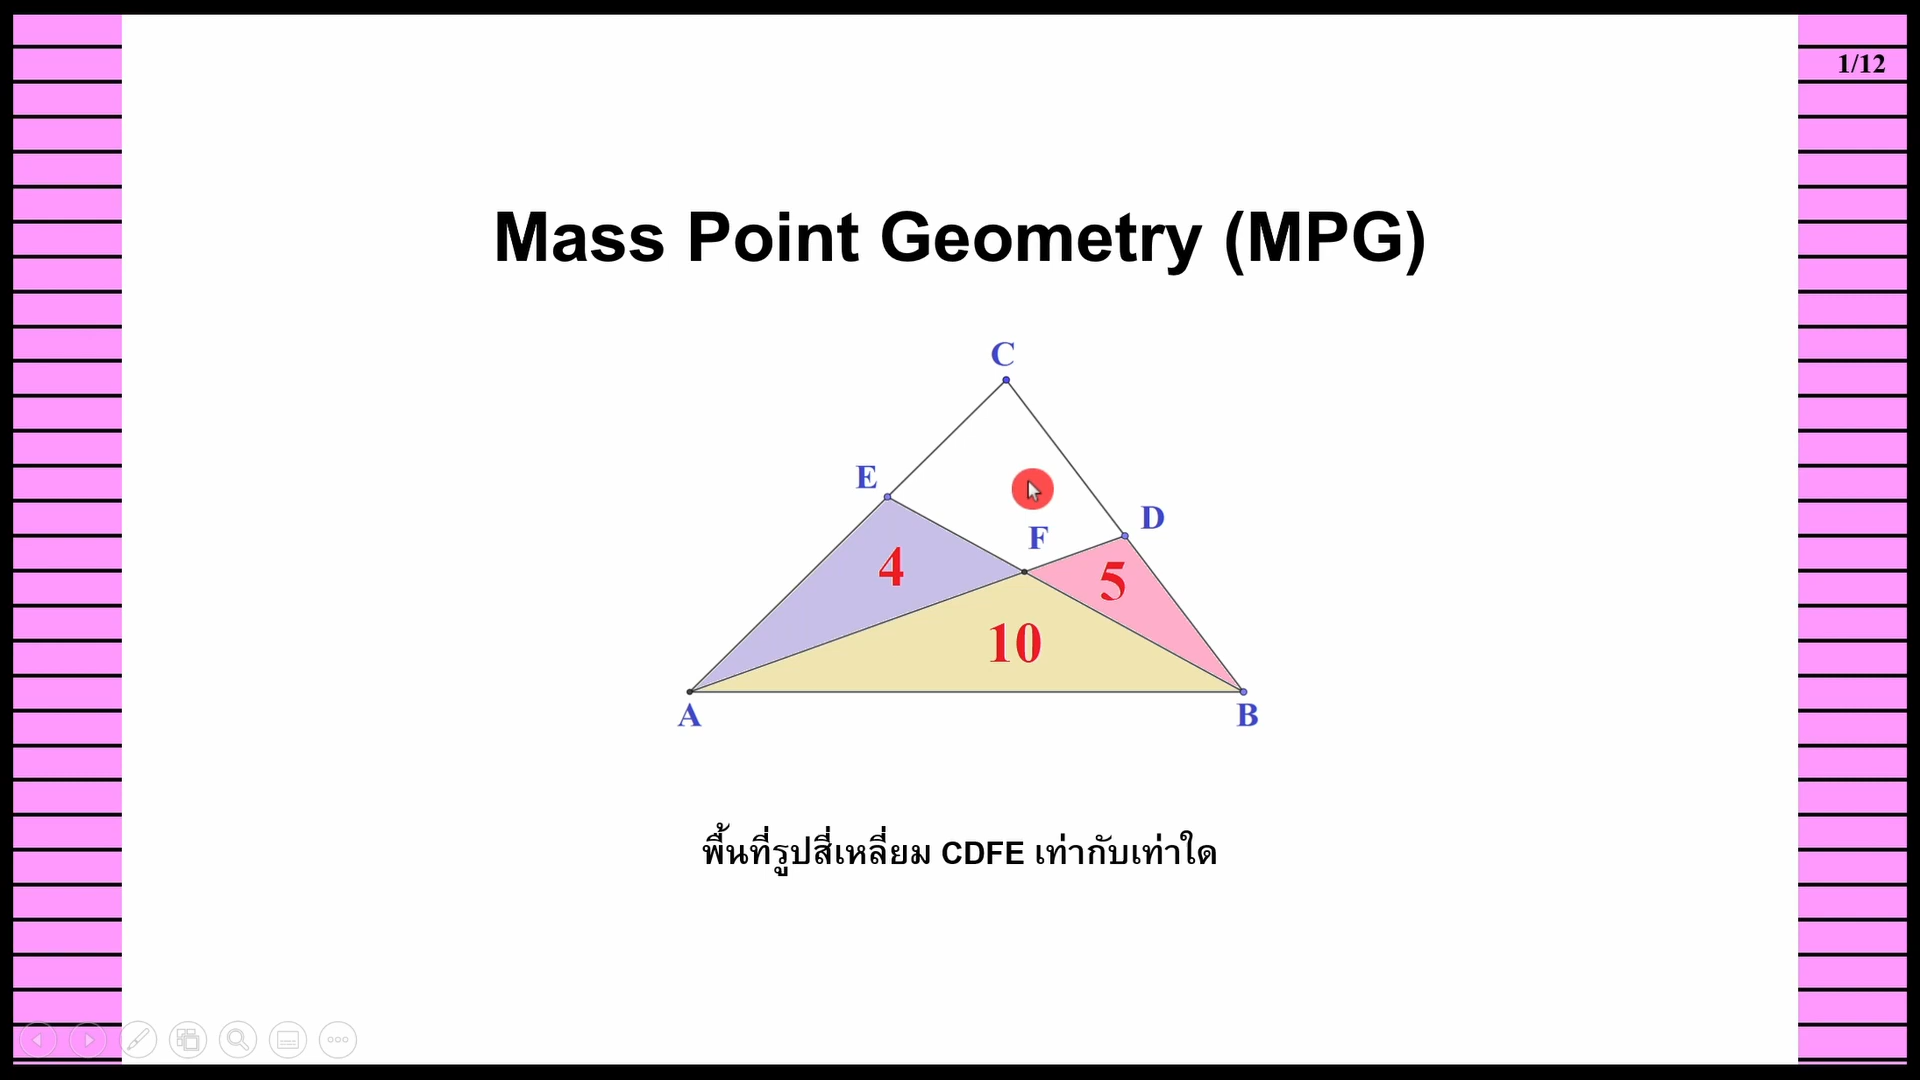 1/12
Mass Point Geometry (MPG)
C
E
D
F
4
5
10
A
B
พื้นที่รูปสี่เหลี่ยม CDFE เท่ากับเท่าใด